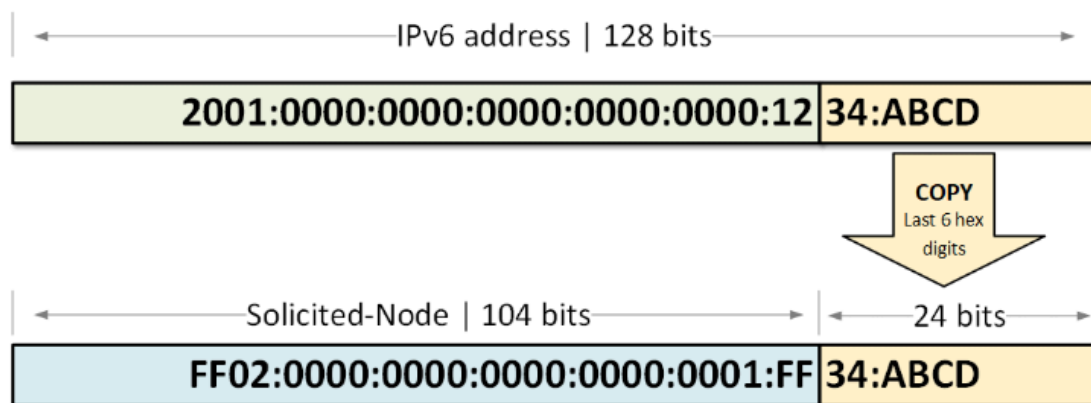 IPv6 address | 128 bits
2001:0000:0000:0000:0000:0000:12 34:ABCD
COPY
Last 6 hex
digits
Solicited-Node | 104 bits 24 bits
FF02:0000:0000:0000:0000:0001:FF 34:ABCD